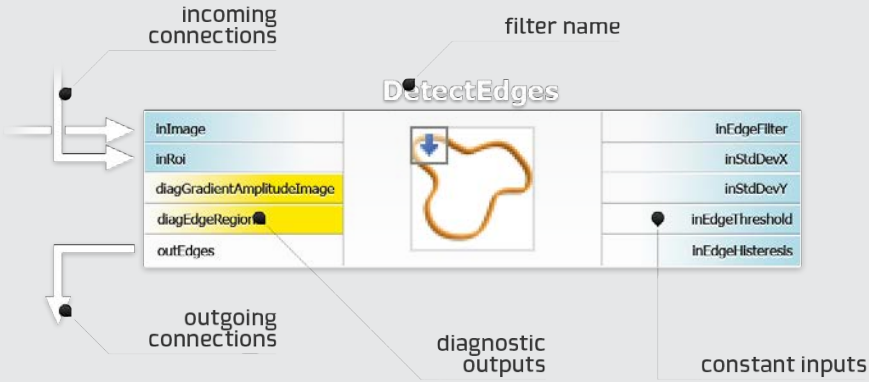 incoming
connections
filter name
DetectEdges
inImage
inRoi
diagGradientAmplitudeImage
diagEdgeRegion
outEdges
inEdgeFilter
inStdDevX
inStdDevY
inEdgeThreshold
inEdgeHisteresis
outgoing
connections
diagnostic
outputs
constant inputs